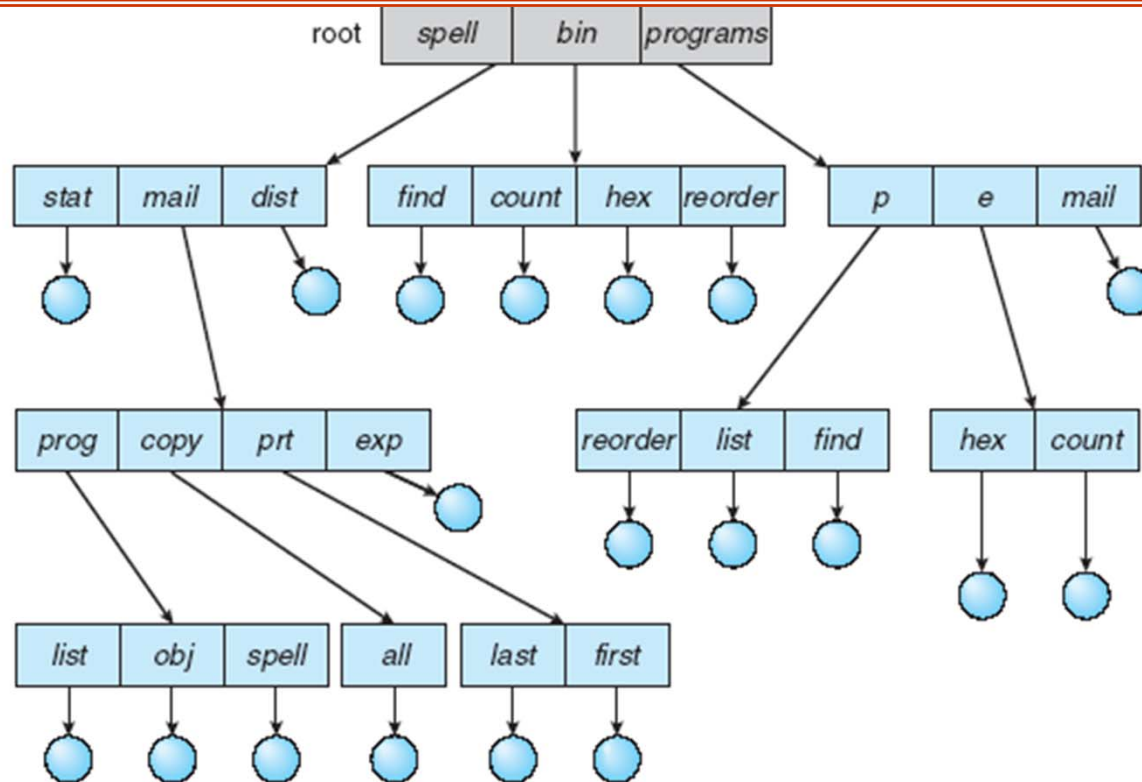 root spell bin programs
stat mail dist find count hex reorder p e mail
prog copy prt exp reorder list find hex count
list obj spell all last first